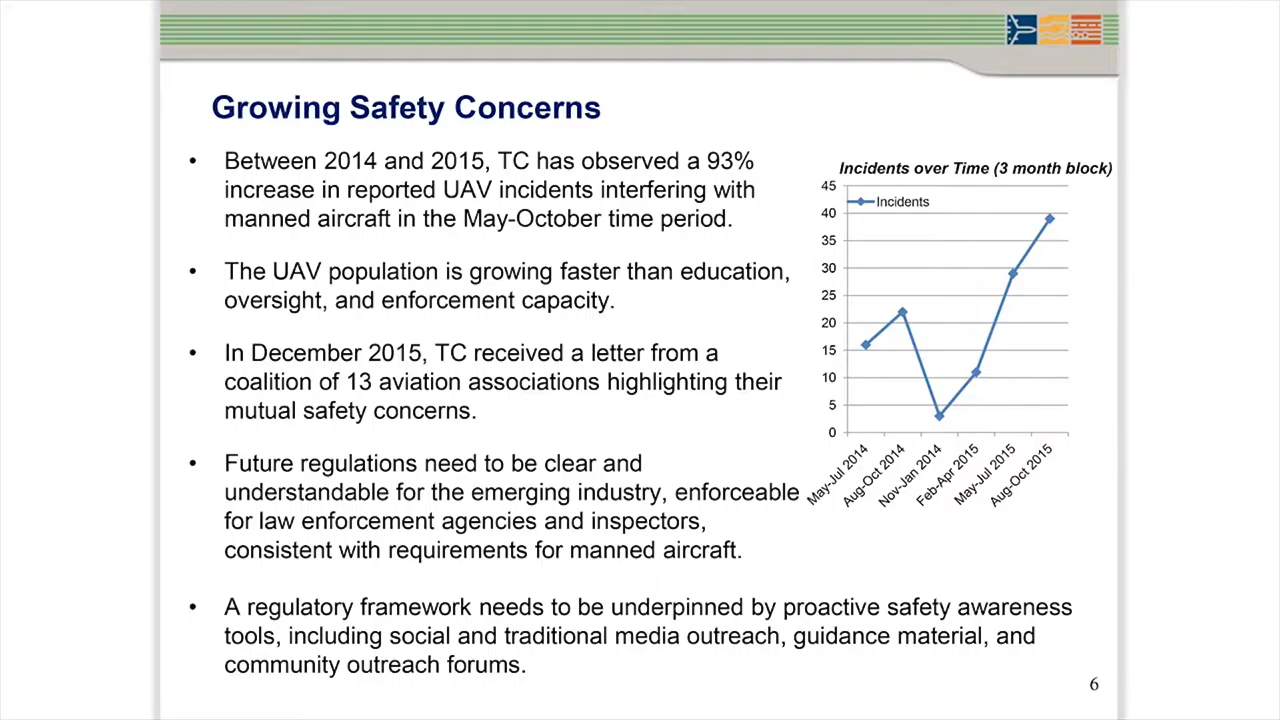 Growing Safety Concerns
• Between 2014 and 2015, TC has observed a 93%
increase in reported UAV incidents interfering with
manned aircraft in the May-October time period.
• The UAV population is growing faster than education,
oversight, and enforcement capacity.
• In December 2015, TC received a letter from a
coalition of 13 aviation associations highlighting their
mutual safety concerns.
• Future regulations need to be clear and
understandable for the emerging industry, enforceable
for law enforcement agencies and inspectors,
consistent with requirements for manned aircraft.
• A regulatory framework needs to be underpinned by proactive safety awareness
tools, including social and traditional media outreach, guidance material, and
community outreach forums.
Incidents over Time (3 month block)
Incidents
45
40
35
30
25
20
15
10
5
0
May-Jul 2014
Aug-Oct 2014
Nov-Jan 2014
Feb-Apr 2015
May-Jul 2015
Aug-Oct 2015
6